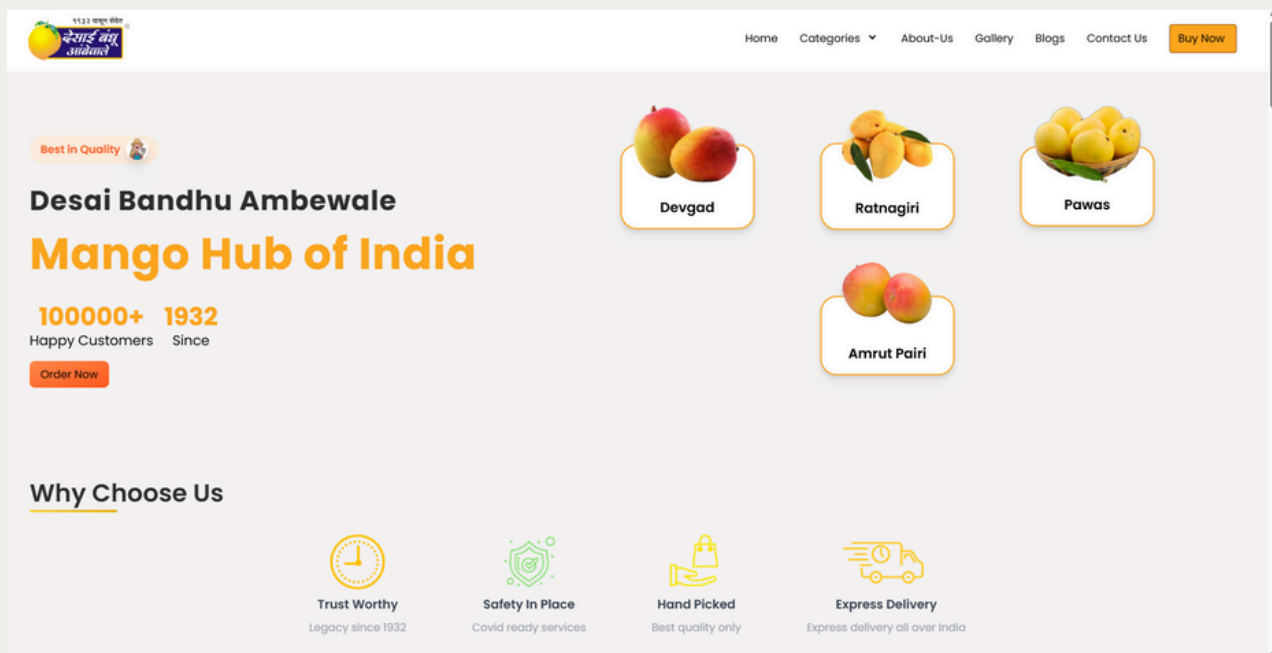 १९३२ पासून सेवेत
देसाई बंधू
आंबेवाले
Home Categories About-Us Gallery Blogs Contact Us Buy Now
Best in Quality
Desai Bandhu Ambewale
Mango Hub of India
100000+ 1932
Happy Customers Since
Order Now
Devgad Ratnagiri Pawas
Amrut Pairi
Why Choose Us
Trust Worthy Safety In Place Hand Picked Express Delivery
Legacy since 1932 Covid ready services Best quality only Express delivery all over India